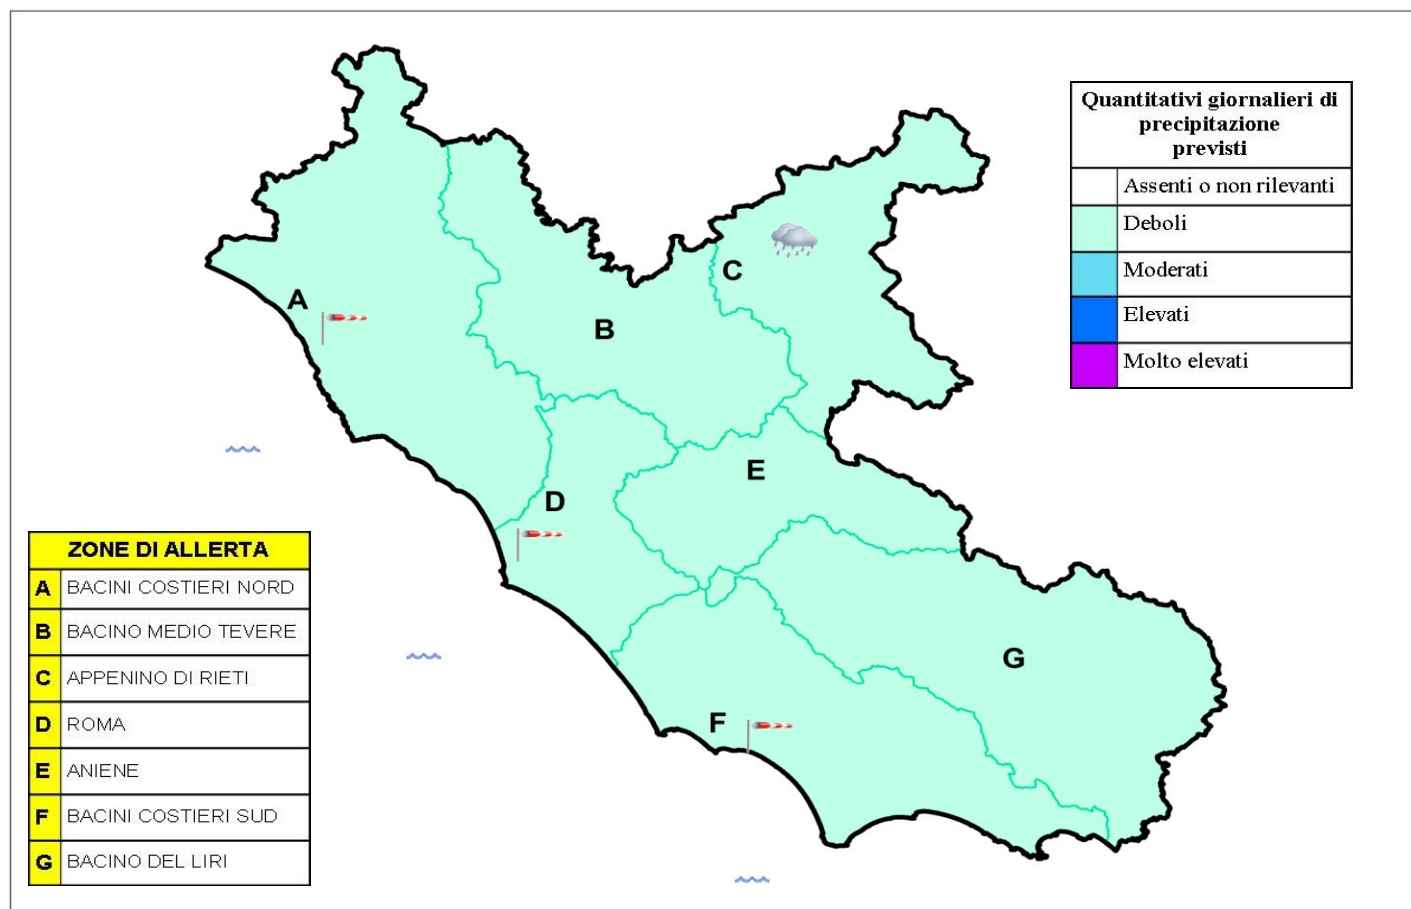 Quantitativi giornalieri di
precipitazione
previsti
Assenti o non rilevanti
Deboli
Moderati
Elevati
Molto elevati
A
B
C
D
E
F
G
ZONE DI ALLERTA
A BACINI COSTIERI NORD
B BACINO MEDIO TEVERE
C APPENINO DI RIETI
D ROMA
E ANIENE
F BACINI COSTIERI SUD
G BACINO DEL LIRI